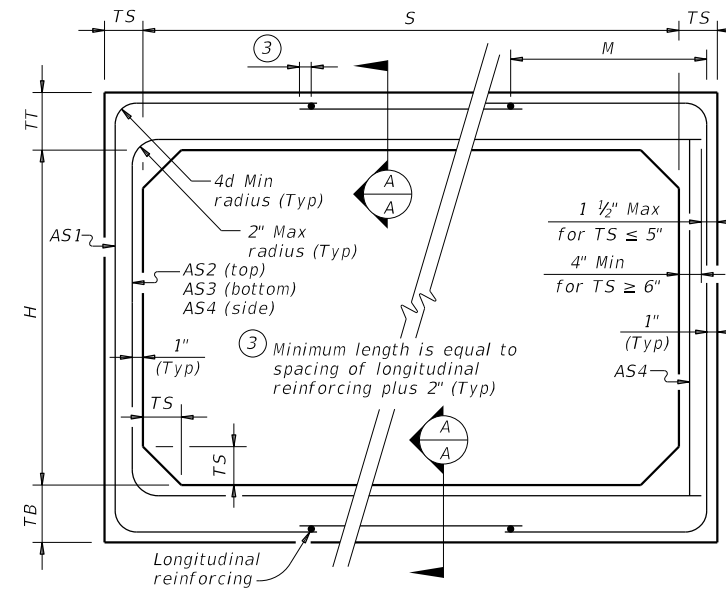 TS
S
TS
3
M
TT
4d Min
radius (Typ)
A
A
1 ½" Max
for TS ≤ 5"
AS1
2" Max
radius (Typ)
AS2 (top)
AS3 (bottom)
AS4 (side)
4" Min
for TS ≥ 6"
H
1"
(Typ)
3 Minimum length is equal to
spacing of longitudinal
reinforcing plus 2" (Typ)
1"
(Typ)
AS4
TS
A
A
TS
TB
Longitudinal
reinforcing